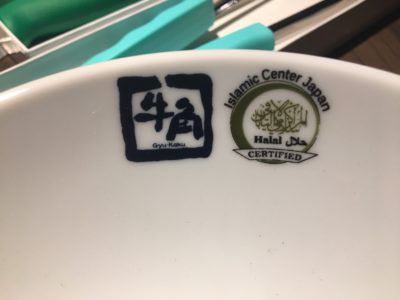 牛角
Gyu-Kaku
Islamic Center Japan
Halal حلال
CERTIFIED